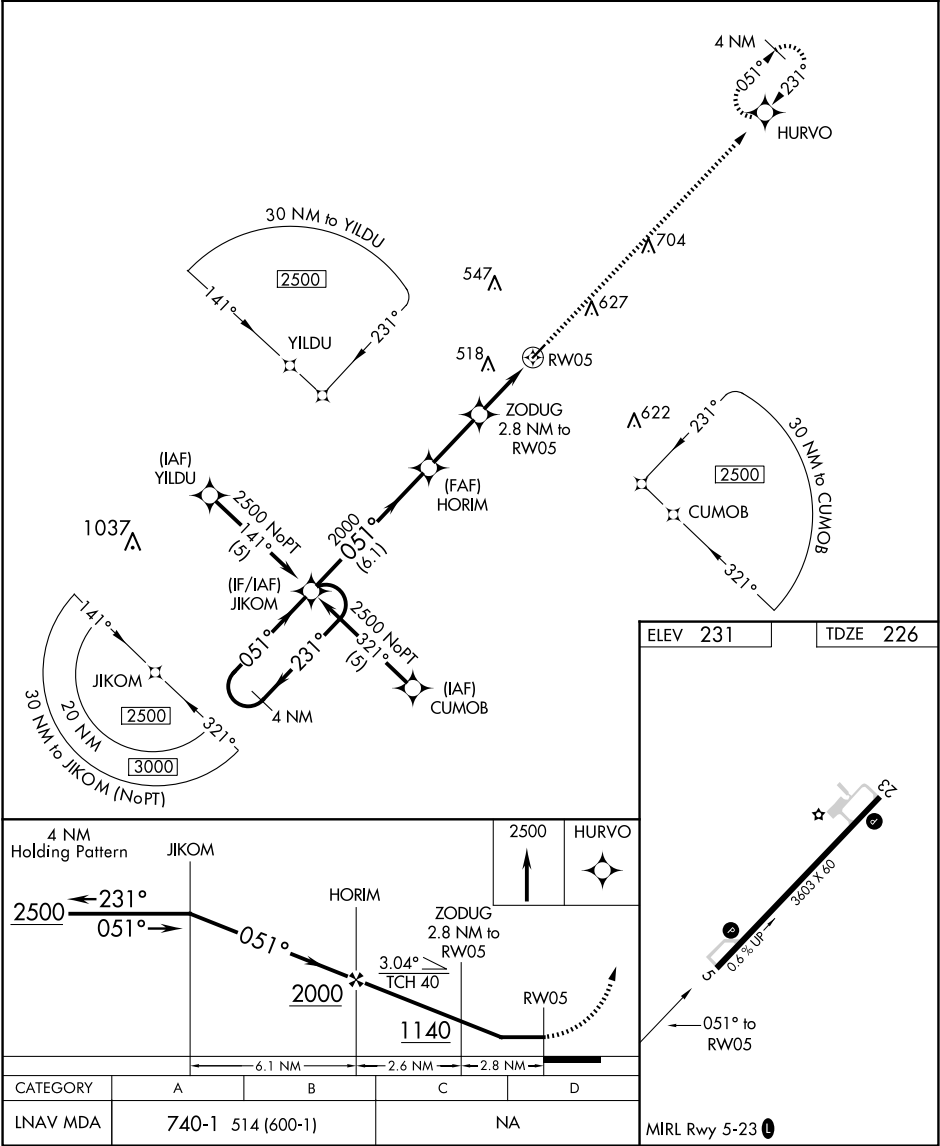 4 NM
051°
231°
HURVO
30 NM to YILDU
2500
141°
231°
YILDU
704
547
627
518
RW05
ZODUG
2.8 NM to
RW05
622
231°
30 NM to CUMOB
2500
CUMOB
321°
(FAF)
HORIM
(IAF)
YILDU
2500 NoPT
141°
(5)
1037
2000
051°
(6.1)
(IF/IAF)
JIKOM
2500 NoPT
321°
(5)
051°
231°
4 NM
(IAF)
CUMOB
141°
JIKOM
2500
321°
20 NM
3000
30 NM to JIKOM (NoPT)
ELEV 231
TDZE 226
23
P
3603 X 60
P
0.6% UP
5
051° to
RW05
MIRL Rwy 5-23 L
4 NM
Holding Pattern
JIKOM
2500
HURVO
231°
2500
051°
051°
HORIM
2000
ZODUG
2.8 NM to
RW05
3.04°
TCH 40
1140
RW05
6.1 NM
2.6 NM
2.8 NM
CATEGORY A B C D
LNAV MDA 740-1 514 (600-1) NA